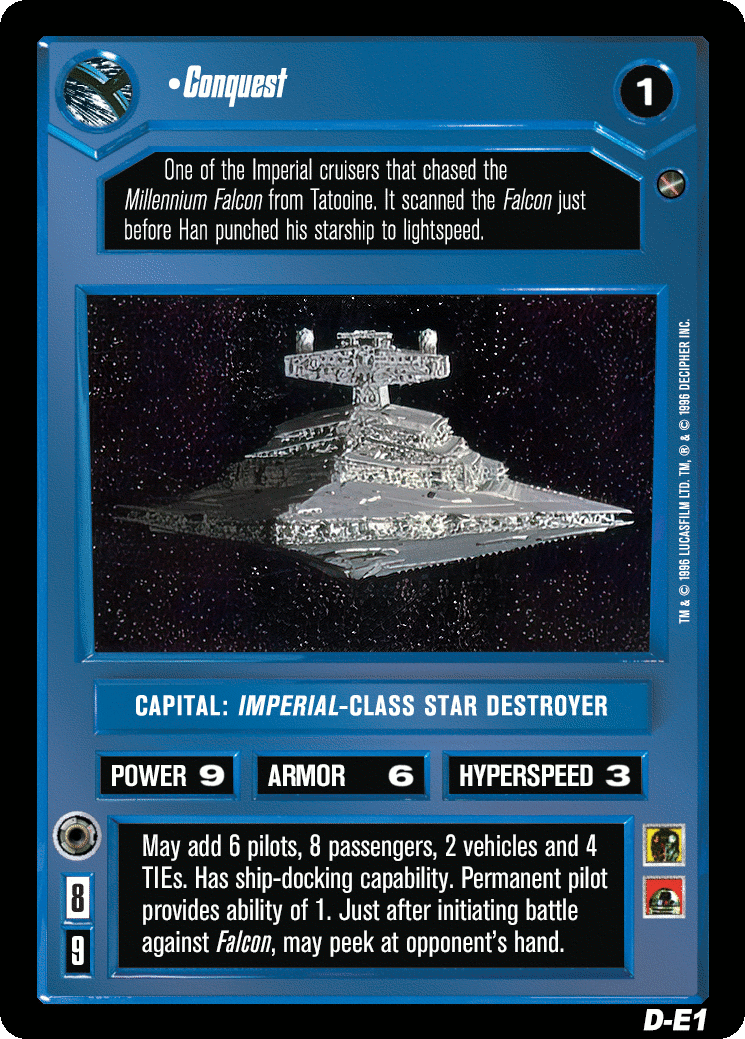 •Conquest
1
One of the Imperial cruisers that chased the
Millennium Falcon from Tatooine. It scanned the Falcon just
before Han punched his starship to lightspeed.
TM & © 1996 LUCASFILM LTD. TM, ® & © 1996 DECIPHER INC.
CAPITAL: IMPERIAL-CLASS STAR DESTROYER
POWER 9 ARMOR 6 HYPERSPEED 3
May add 6 pilots, 8 passengers, 2 vehicles and 4
TIEs. Has ship-docking capability. Permanent pilot
provides ability of 1. Just after initiating battle
against Falcon, may peek at opponent's hand.
8
9
D-E1